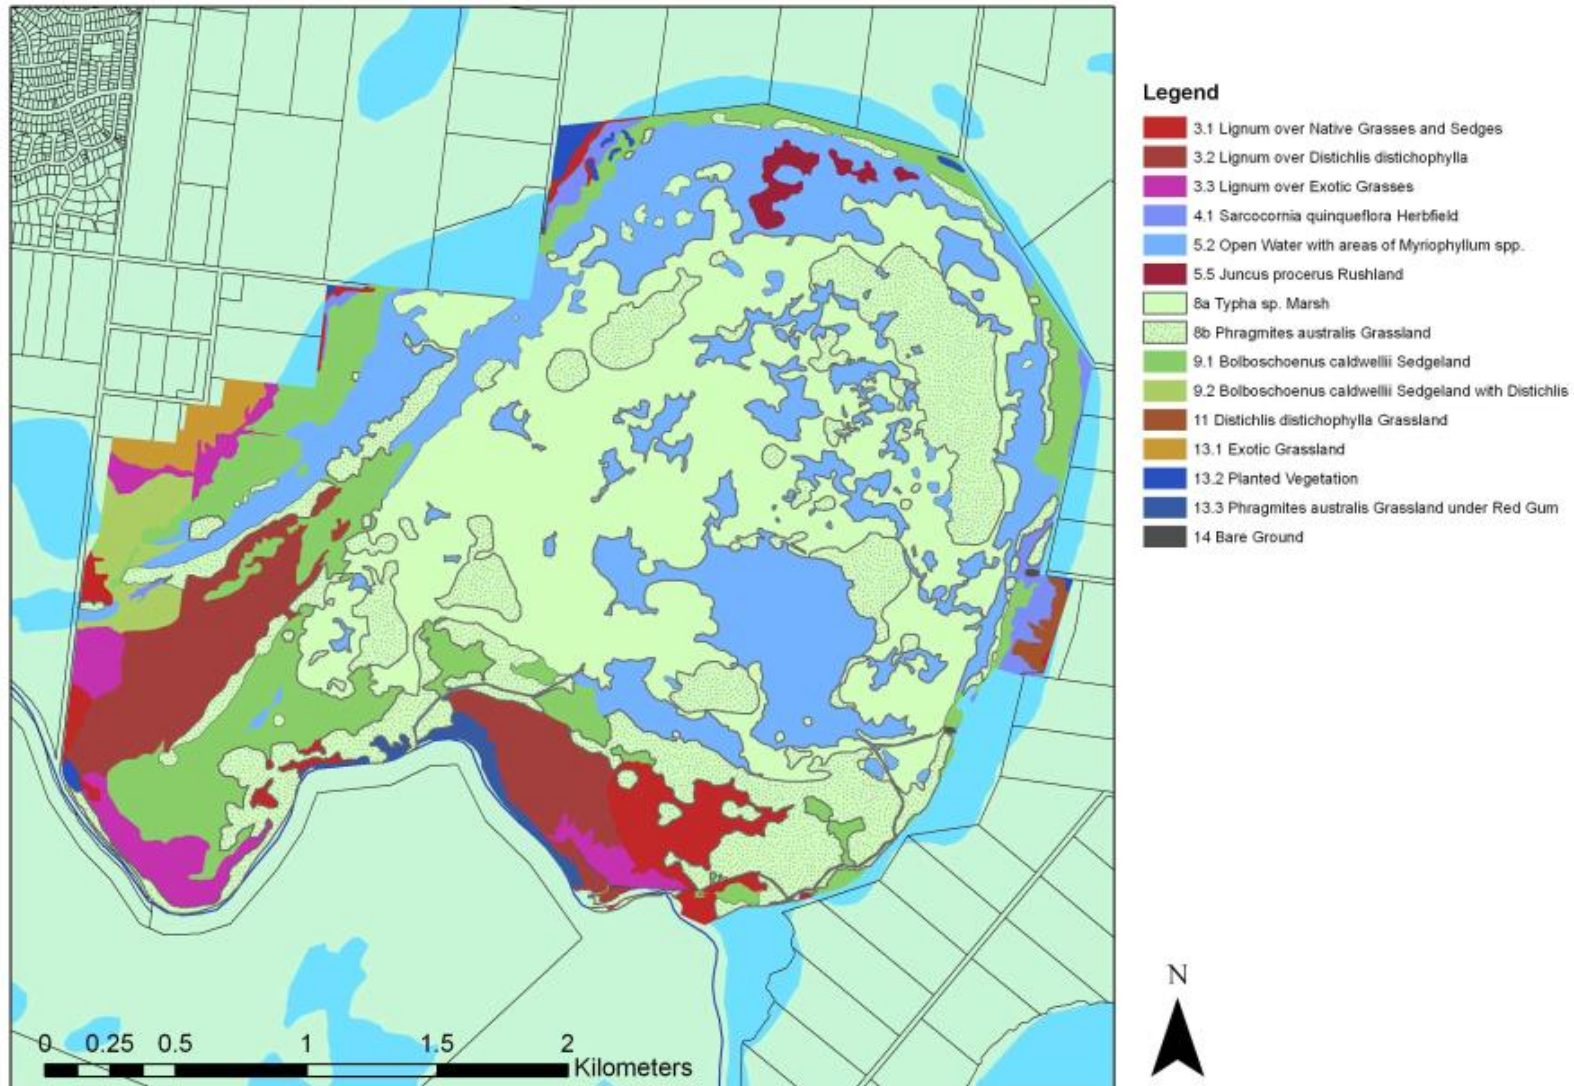 Legend
3.1 Lignum over Native Grasses and Sedges
3.2 Lignum over Distichlis distichophylla
3.3 Lignum over Exotic Grasses
4.1 Sarcocornia quinqueflora Herbfield
5.2 Open Water with areas of Myriophyllum spp.
5.5 Juncus procerus Rushland
8a Typha sp. Marsh
8b Phragmites australis Grassland
9.1 Bolboschoenus caldwellii Sedgeland
9.2 Bolboschoenus caldwellii Sedgeland with Distichlis
11 Distichlis distichophylla Grassland
13.1 Exotic Grassland
13.2 Planted Vegetation
13.3 Phragmites australis Grassland under Red Gum
14 Bare Ground
N
0 0.25 0.5 1 1.5 2
Kilometers